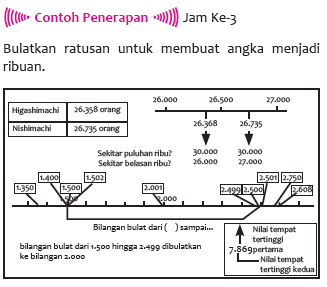 Contoh Penerapan Jam Ke-3
Bulatkan ratusan untuk membuat angka menjadi
ribuan.
26.000 26.500 27.000
Higashimachi 26.358 orang
Nishimachi 26.735 orang
26.368 26.735
Sekitar puluhan ribu? 30.000 30.000
Sekitar belasan ribu? 26.000 27.000
1.350 1.400 1.500 1.502 2.001 2.499 2.500 2.501 2.750 2.608
1.500 2.000
Bilangan bulat dari ( ) sampai...
bilangan bulat dari 1.500 hingga 2.499 dibulatkan
ke bilangan 2.000
Nilai tempat
tertinggi
7.869 pertama
Nilai tempat
tertinggi kedua